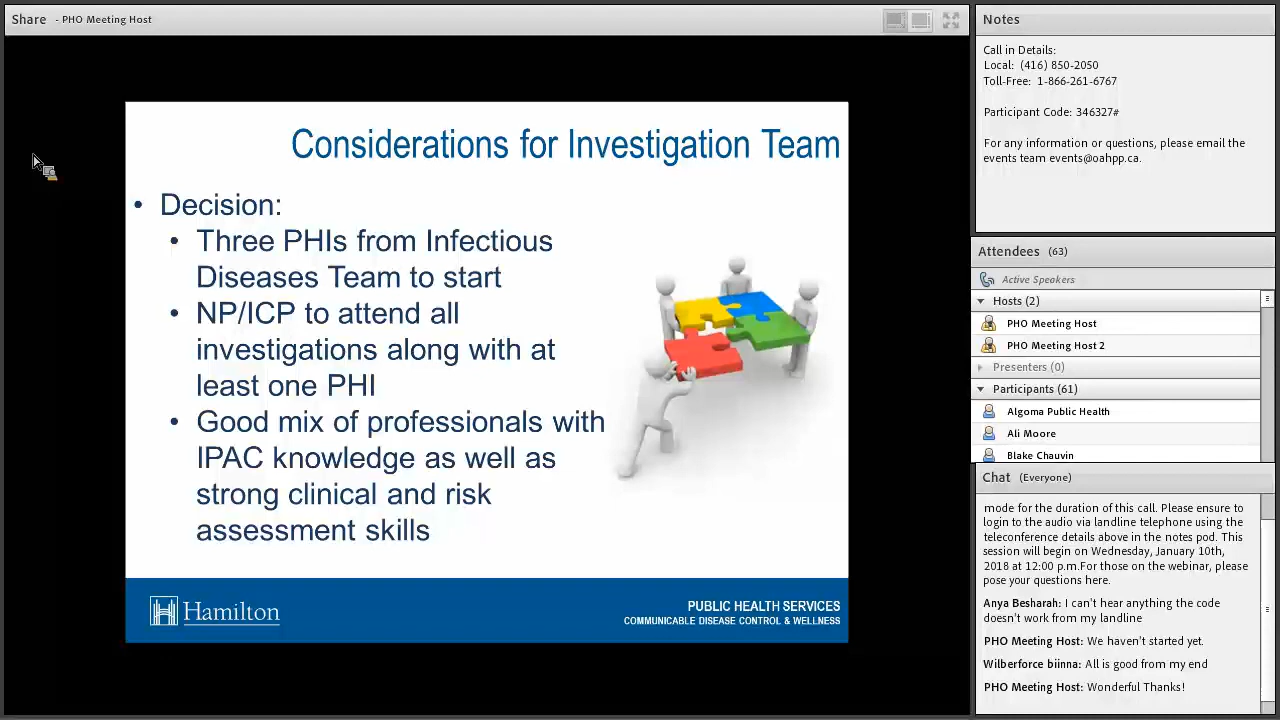 Share - PHO Meeting Host
Considerations for Investigation Team
• Decision:
• Three PHIs from Infectious
Diseases Team to start
• NP/ICP to attend all
investigations along with at
least one PHI
• Good mix of professionals with
IPAC knowledge as well as
strong clinical and risk
assessment skills
Hamilton
PUBLIC HEALTH SERVICES
COMMUNICABLE DISEASE CONTROL & WELLNESS
Notes
Call in Details:
Local: (416) 850-2050
Toll-Free: 1-866-261-6767
Participant Code: 346327#
For any information or questions, please email the
events team events@oahpp.ca.
Attendees (63)
Active Speakers
Hosts (2)
PHO Meeting Host
PHO Meeting Host 2
Presenters (0)
Participants (61)
Algoma Public Health
Ali Moore
Blake Chauvin
Chat (Everyone)
mode for the duration of this call. Please ensure to
login to the audio via landline telephone using the
teleconference details above in the notes pod. This
session will begin on Wednesday, January 10th,
2018 at 12:00 p.m.For those on the webinar, please
pose your questions here.
Anya Besharah: I can't hear anything the code
doesn't work from my landline
PHO Meeting Host: We haven't started yet.
Wilberforce biinna: All is good from my end
PHO Meeting Host: Wonderful Thanks!